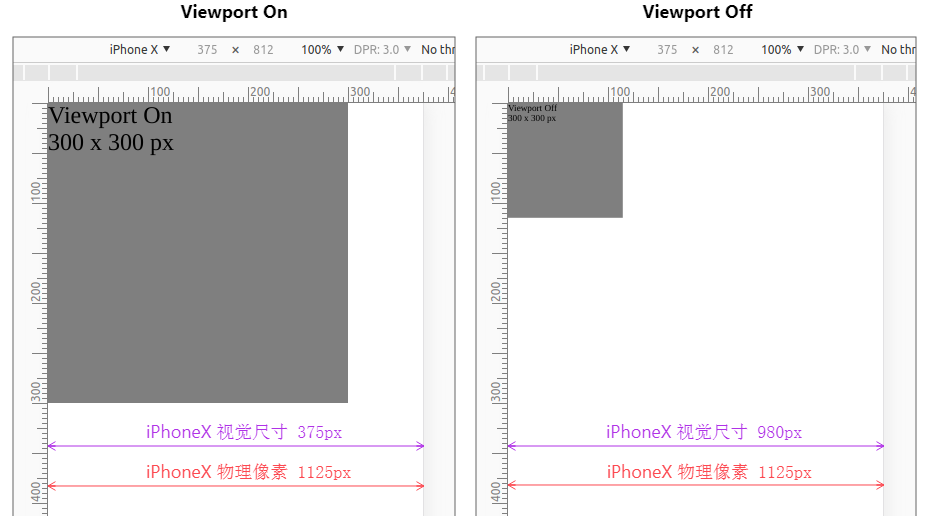 Viewport On
iPhone X ▼ 375 × 812 100% ▼ DPR: 3.0 ▼ No thr
100 200 300 4
100
200
300
400
Viewport On
300 x 300 px
iPhoneX 视觉尺寸 375px
iPhoneX 物理像素 1125px
Viewport Off
iPhone X ▼ 375 × 812 100% ▼ DPR: 3.0 ▼ No thr
100 200 300 4
100
200
300
400
Viewport Off
300 x 300 px
iPhoneX 视觉尺寸 980px
iPhoneX 物理像素 1125px